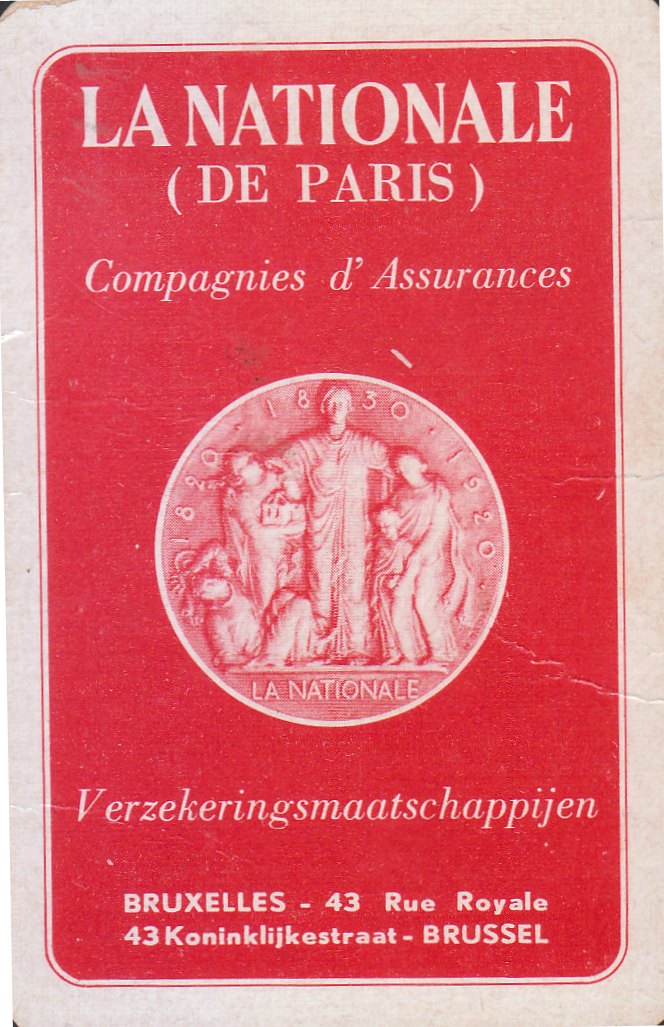 LA NATIONALE
( DE PARIS )
Compagnies d' Assurances
1820 · 1830 · 1920
LA NATIONALE
Verzekeringsmaatschappijen
BRUXELLES - 43 Rue Royale
43 Koninklijkestraat - BRUSSEL